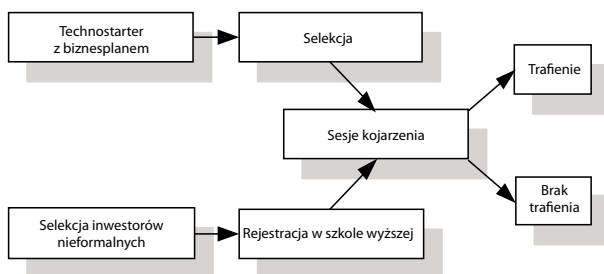 Technostarter
z biznesplanem
Selekcja
Trafienie
Sesje kojarzenia
Brak
trafienia
Selekcja inwestorów
nieformalnych
Rejestracja w szkole wyższej